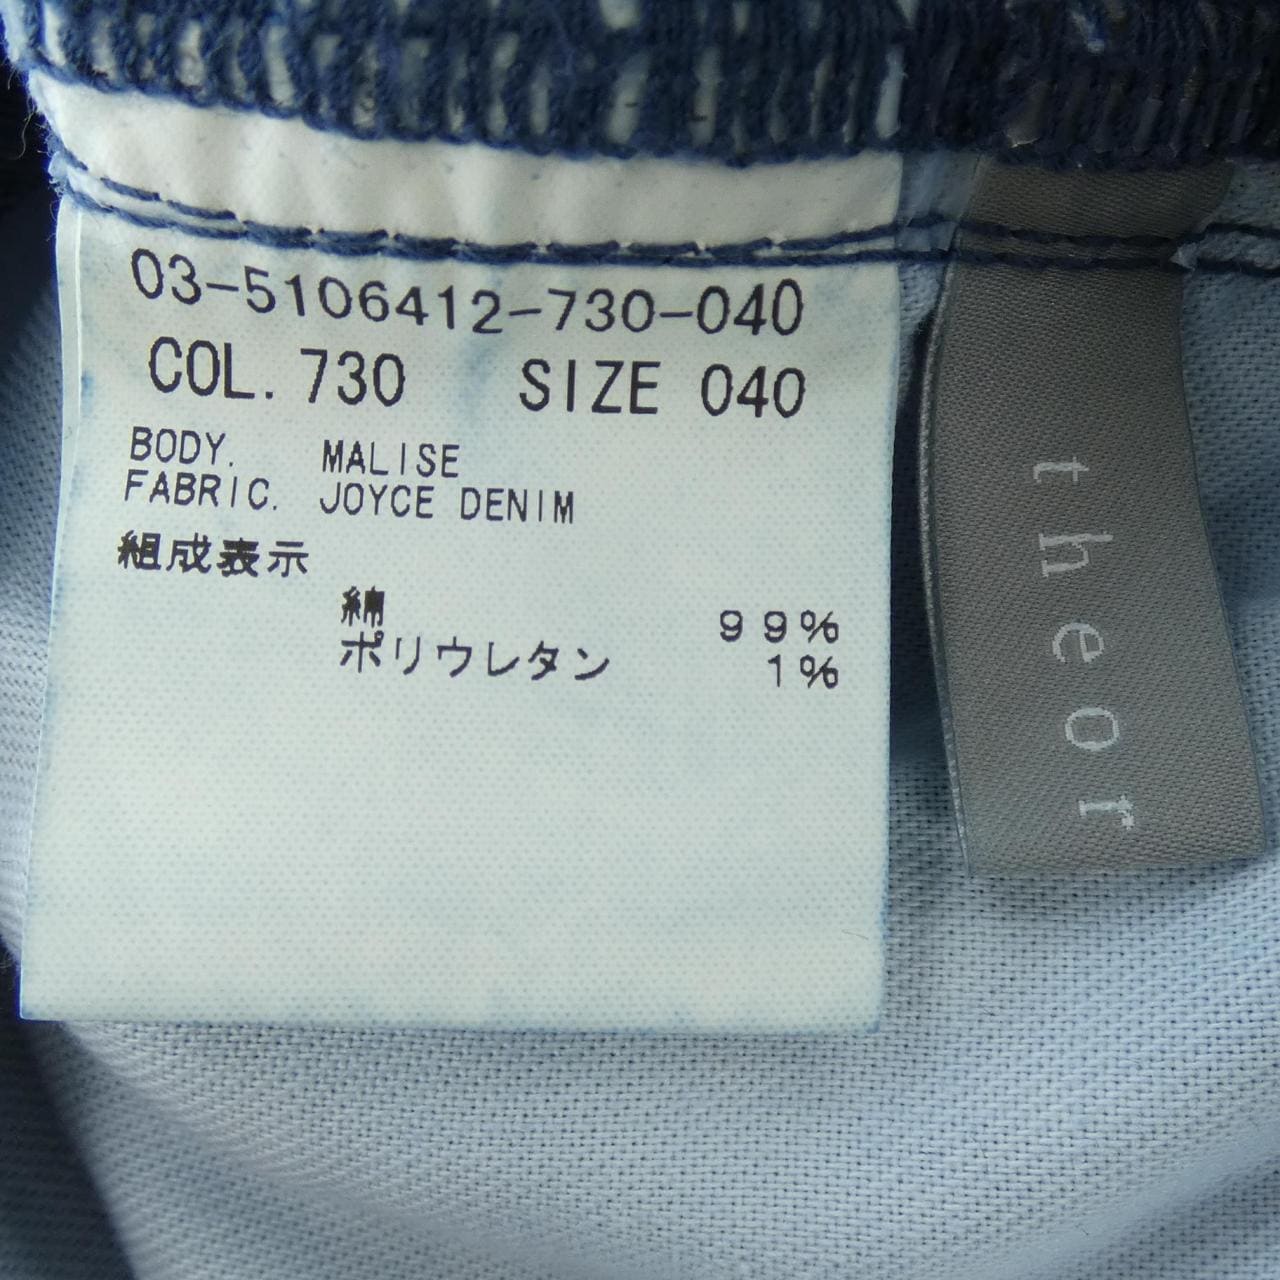 03-5106412-730-040
COL. 730 SIZE 040
BODY. MALISE
FABRIC. JOYCE DENIM
組成表示
綿 99%
ポリウレタン 1%
theor